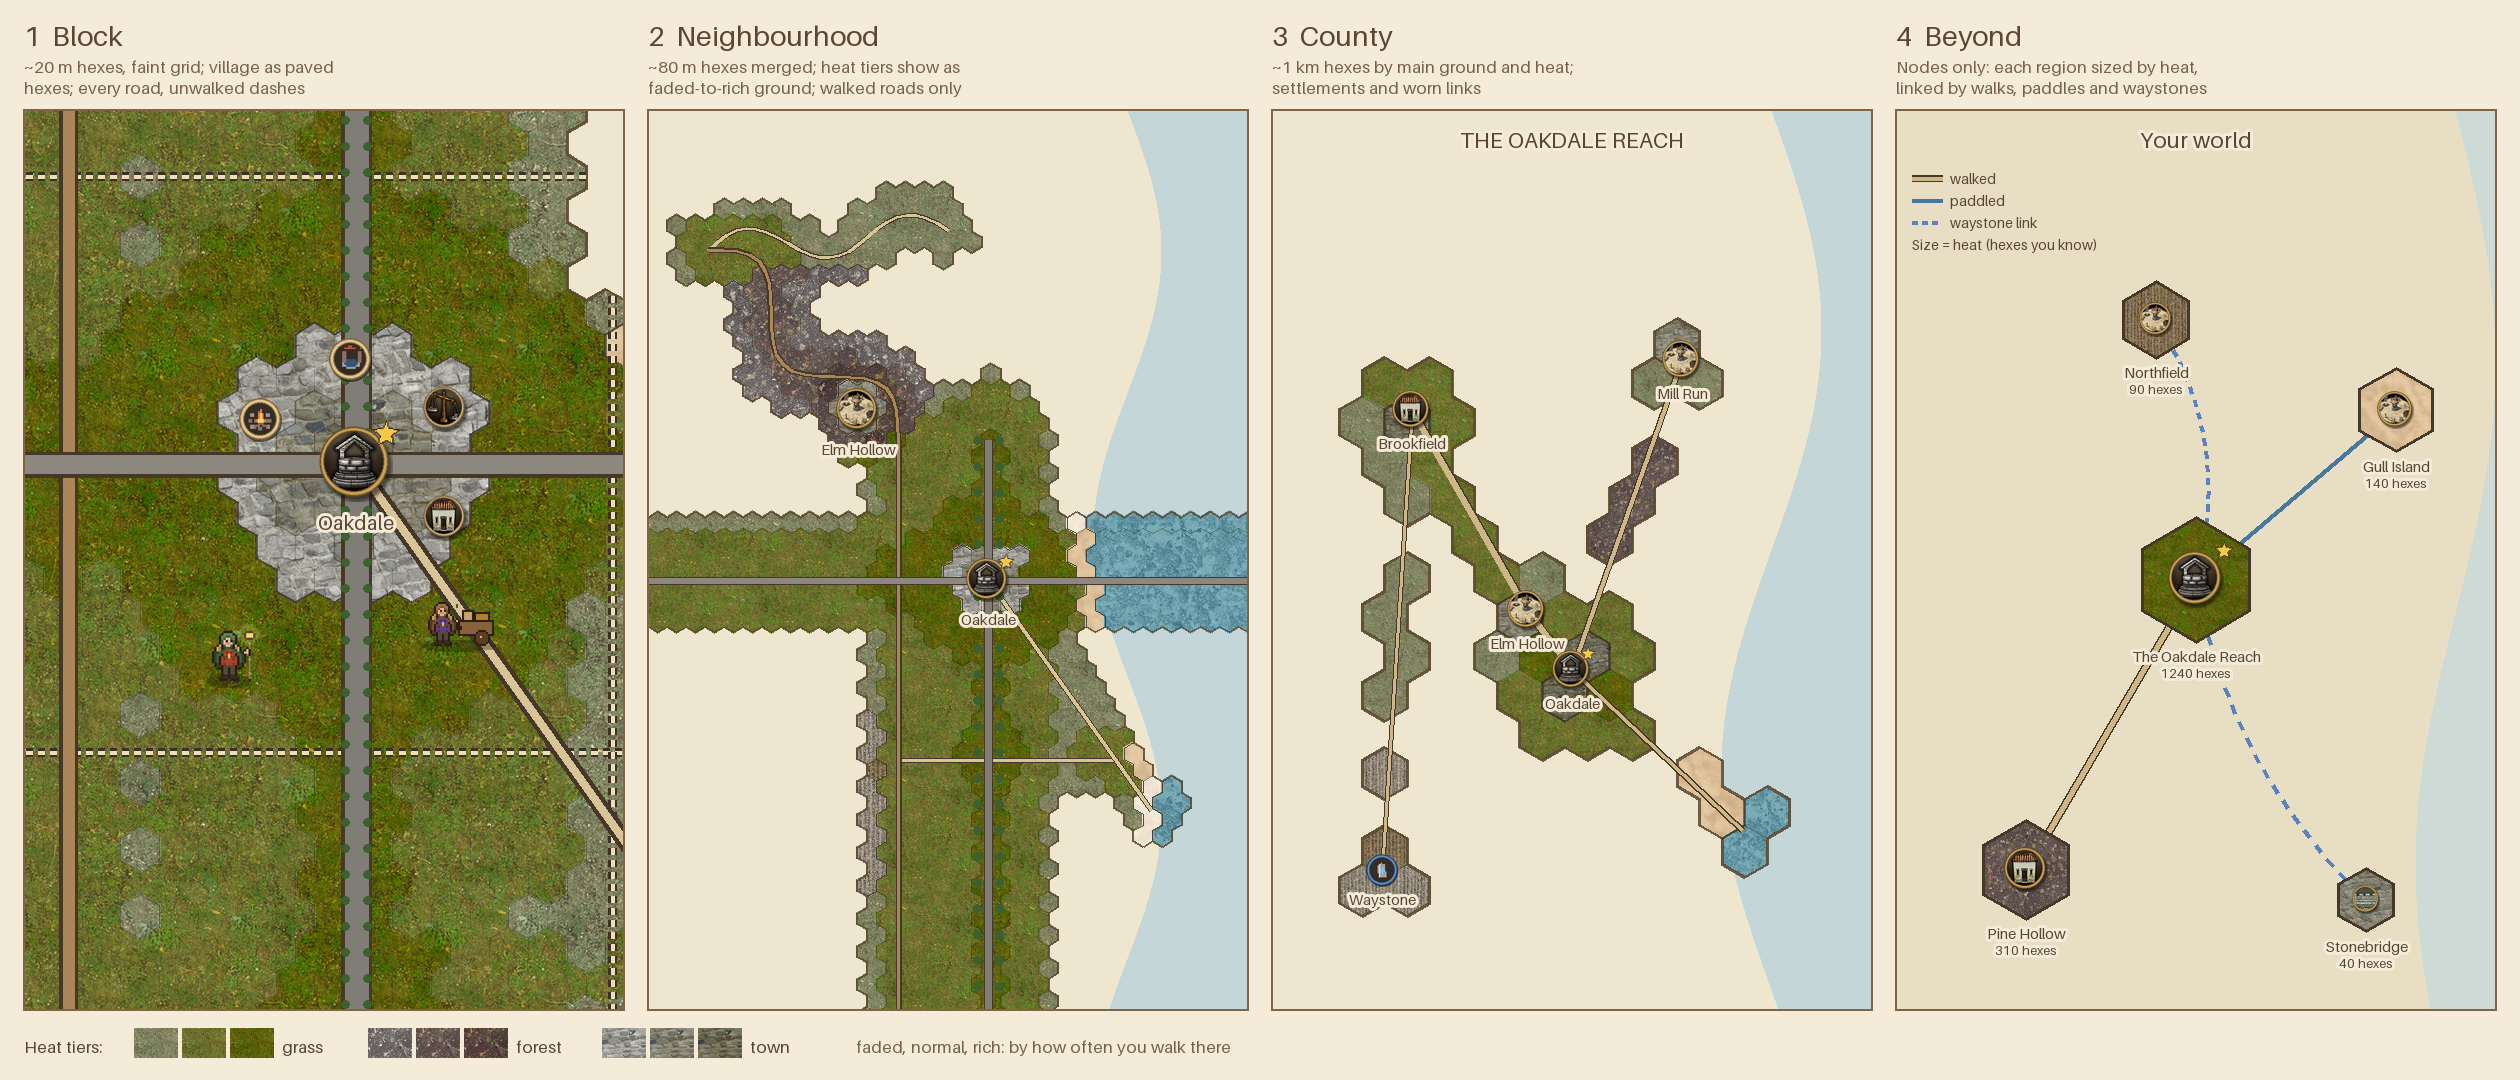 1 Block
~20 m hexes, faint grid; village as paved
hexes; every road, unwalked dashes
Oakdale
2 Neighbourhood
~80 m hexes merged; heat tiers show as
faded-to-rich ground; walked roads only
Elm Hollow
Oakdale
3 County
~1 km hexes by main ground and heat;
settlements and worn links
THE OAKDALE REACH
Mill Run
Brookfield
Elm Hollow
Oakdale
Waystone
4 Beyond
Nodes only: each region sized by heat,
linked by walks, paddles and waystones
Your world
walked
paddled
waystone link
Size = heat (hexes you know)
Northfield
90 hexes
Gull Island
140 hexes
The Oakdale Reach
1240 hexes
Pine Hollow
310 hexes
Stonebridge
40 hexes
Heat tiers: grass forest town faded, normal, rich: by how often you walk there